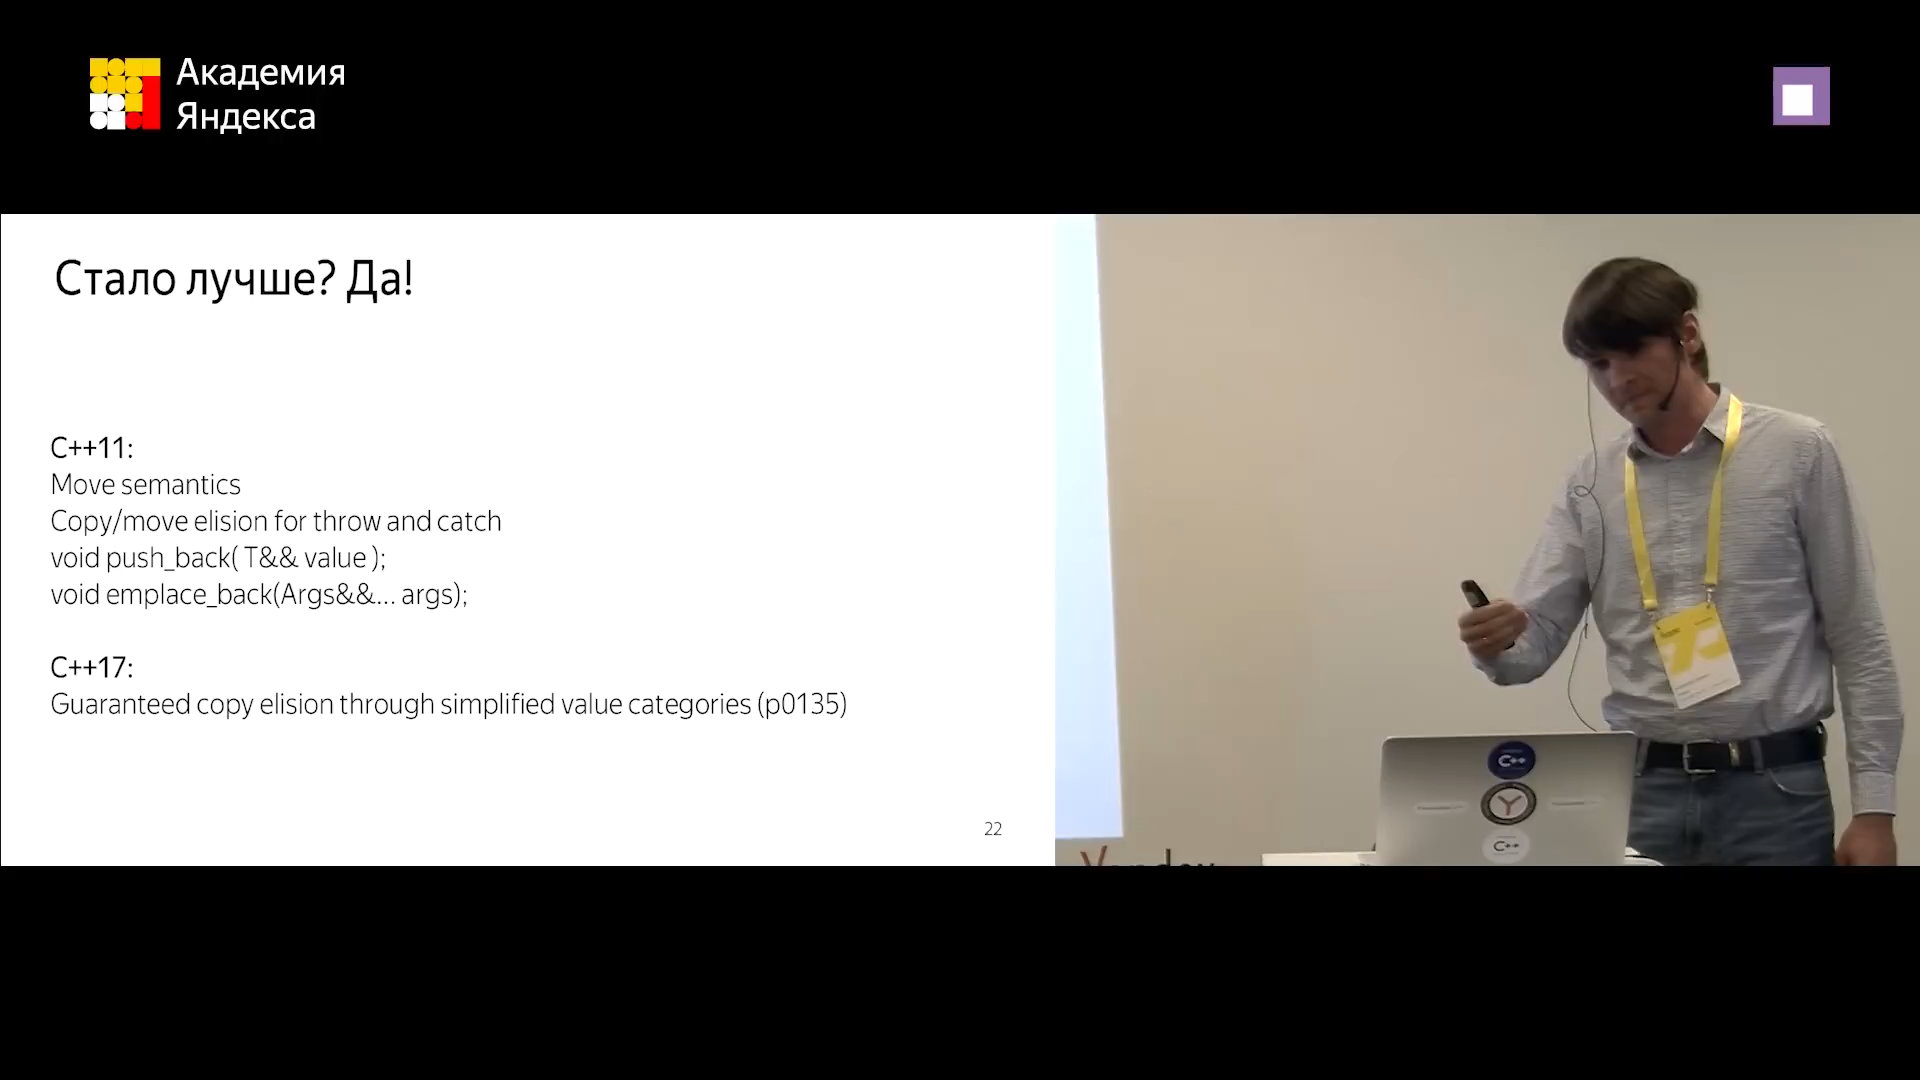 Академия
Яндекса
Стало лучше? Да!
C++11:
Move semantics
Copy/move elision for throw and catch
void push_back( T&& value );
void emplace_back(Args&&... args);
C++17:
Guaranteed copy elision through simplified value categories (p0135)
22
C++
Y
C++
Yandex